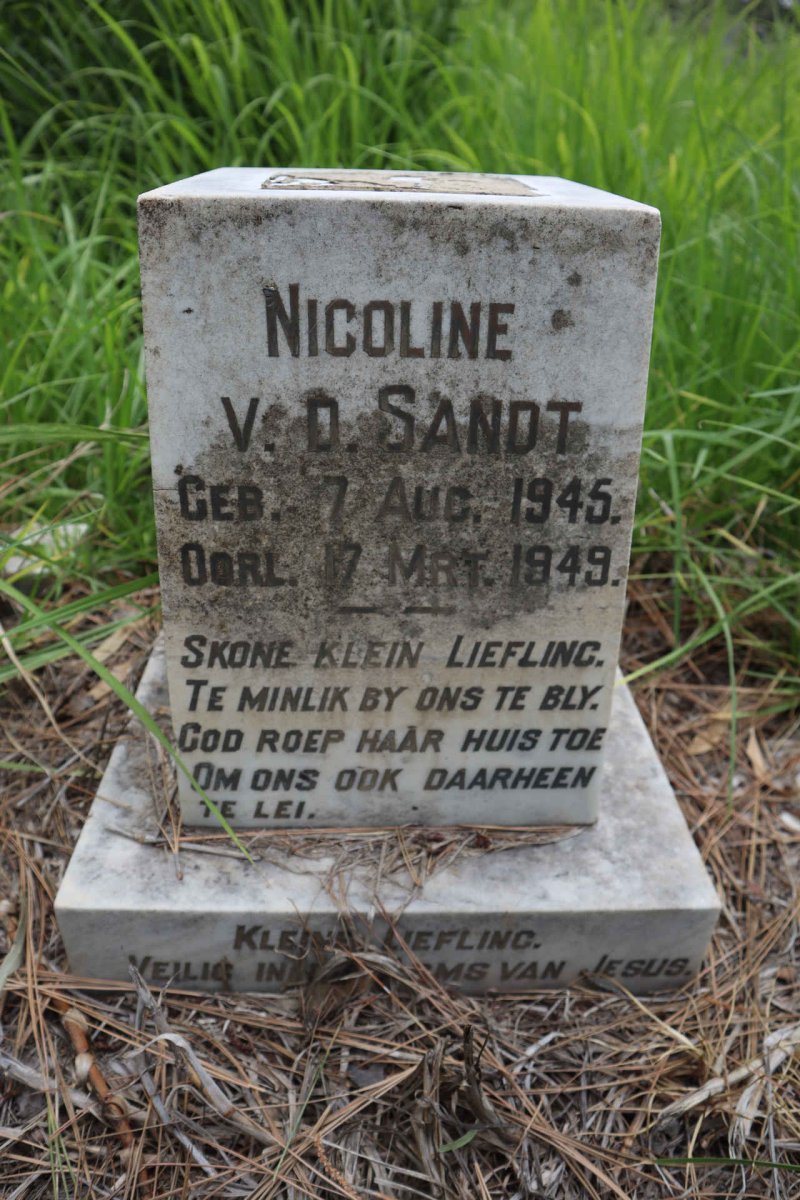 NICOLINE
V. D. SANDT
GEB. 7 AUG. 1945.
OORL. 17 MRT. 1949.
SKONE KLEIN LIEFLING.
TE MINLIK BY ONS TE BLY.
GOD ROEP HAAR HUIS TOE
OM ONS OOK DAARHEEN
TE LEI.
KLEINE LIEFLING.
VEILIG IN VAN JESUS.